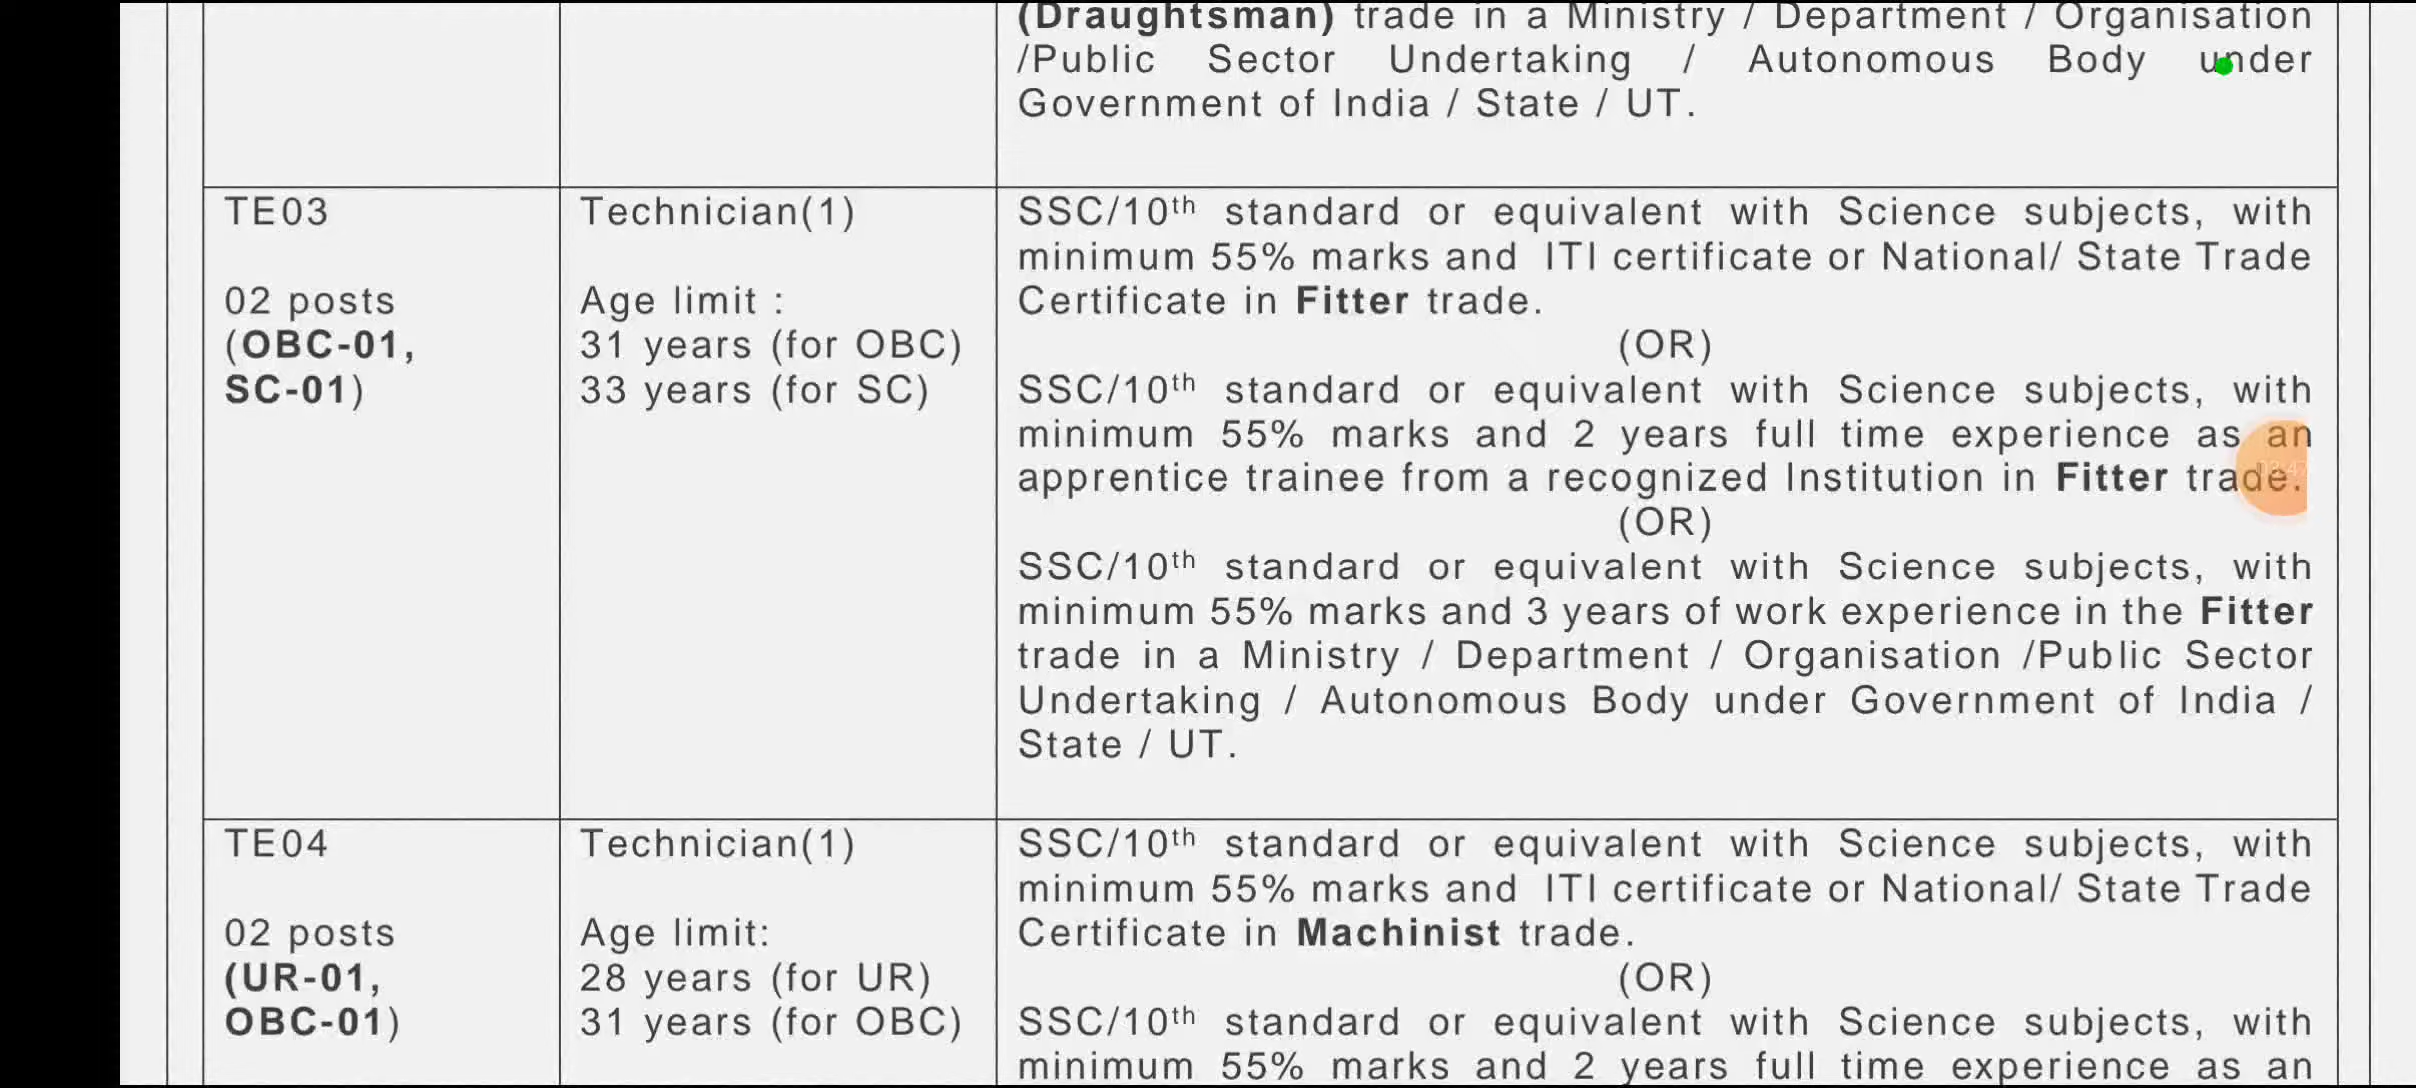 (Draughtsman) trade in a Ministry / Department / Organisation
/Public Sector Undertaking / Autonomous Body under
Government of India / State / UT.
TE03
02 posts
(OBC-01,
SC-01)
Technician(1)
Age limit :
31 years (for OBC)
33 years (for SC)
SSC/10th standard or equivalent with Science subjects, with
minimum 55% marks and ITI certificate or National/ State Trade
Certificate in Fitter trade.
(OR)
SSC/10th standard or equivalent with Science subjects, with
minimum 55% marks and 2 years full time experience as an
apprentice trainee from a recognized Institution in Fitter trade.
(OR)
SSC/10th standard or equivalent with Science subjects, with
minimum 55% marks and 3 years of work experience in the Fitter
trade in a Ministry / Department / Organisation /Public Sector
Undertaking / Autonomous Body under Government of India /
State / UT.
TE04
02 posts
(UR-01,
OBC-01)
Technician(1)
Age limit:
28 years (for UR)
31 years (for OBC)
SSC/10th standard or equivalent with Science subjects, with
minimum 55% marks and ITI certificate or National/ State Trade
Certificate in Machinist trade.
(OR)
SSC/10th standard or equivalent with Science subjects, with
minimum 55% marks and 2 years full time experience as an